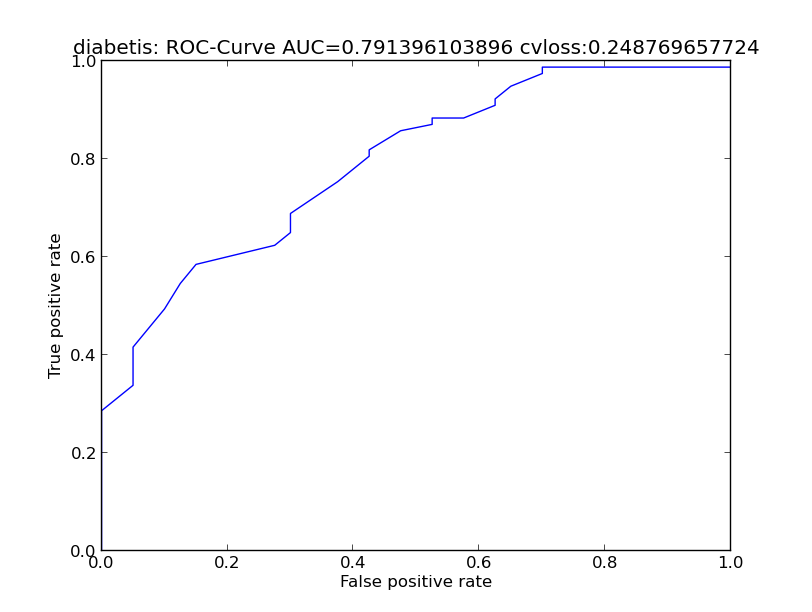 diabetis: ROC-Curve AUC=0.791396103896 cvloss:0.248769657724
1.0
0.8
0.6
0.4
0.2
0.0
True positive rate
0.0 0.2 0.4 0.6 0.8 1.0
False positive rate